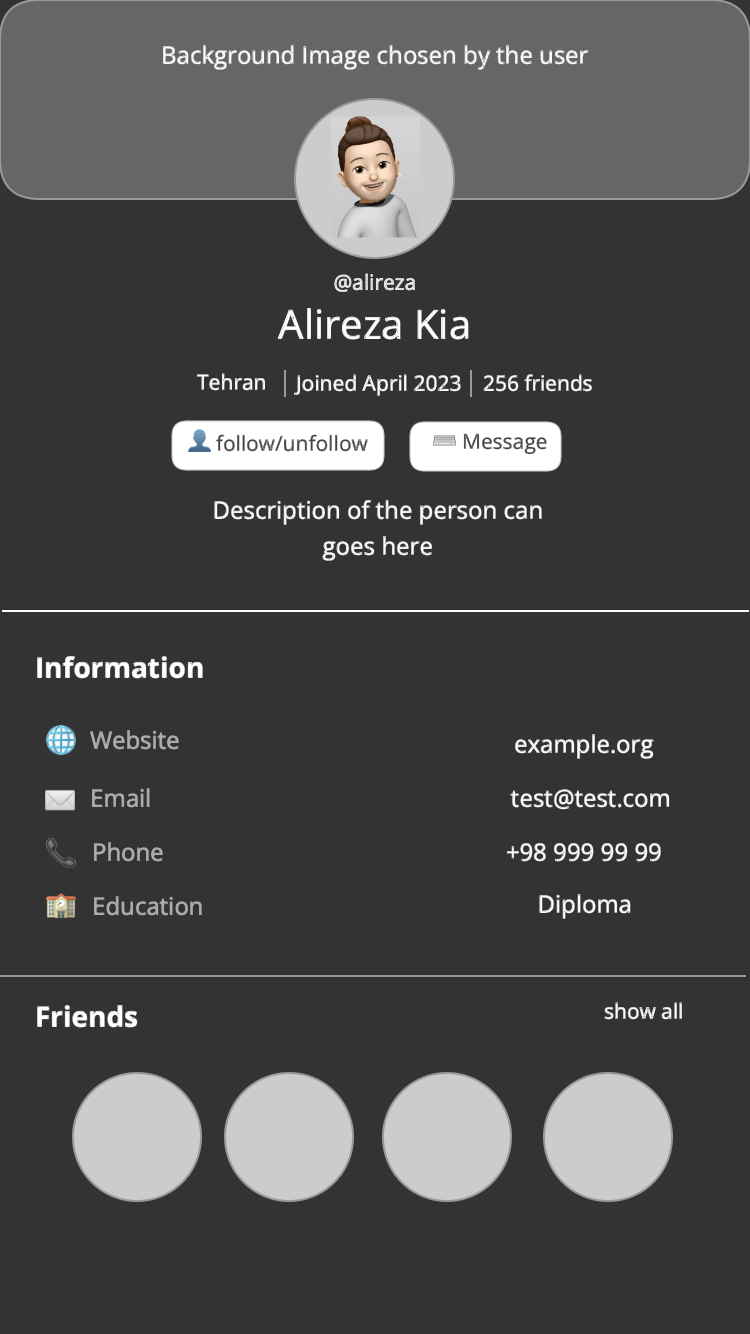 Background Image chosen by the user
@alireza
Alireza Kia
Tehran | Joined April 2023 | 256 friends
follow/unfollow Message
Description of the person can
goes here
Information
Website example.org
Email test@test.com
Phone +98 999 99 99
Education Diploma
Friends show all